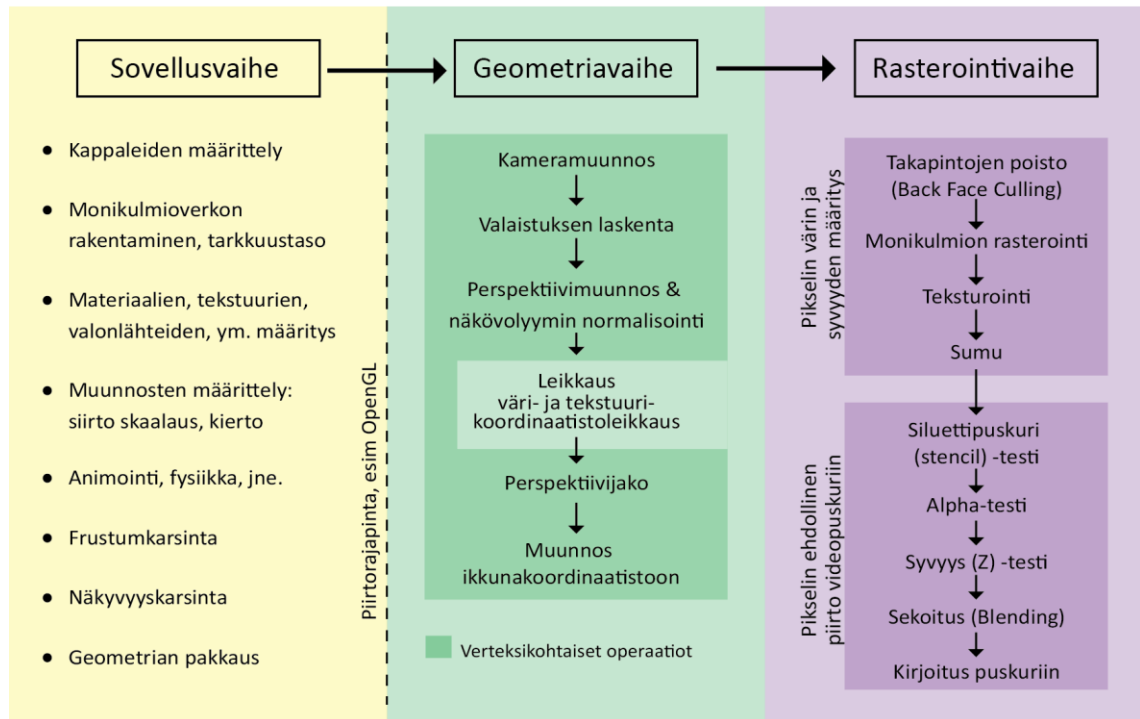 Sovellusvaihe
● Kappaleiden määrittely
● Monikulmioverkon
rakentaminen, tarkkuustaso
● Materiaalien, tekstuurien,
valonlähteiden, ym. määritys
● Muunnosten määrittely:
siirto skaalaus, kierto
● Animointi, fysiikka, jne.
● Frustumkarsinta
● Näkyvyyskarsinta
● Geometrian pakkaus
Piirtorajapinta, esim OpenGL
Geometriavaihe
Kameramuunnos
Valaistuksen laskenta
Perspektiivimuunnos &
näkövolyymin normalisointi
Leikkaus
väri- ja tekstuuri-
koordinaatistoleikkaus
Perspektivijako
Muunnos
ikkunakoordinaatistoon
Verteksikohtaiset operaatiot
Rasterointivaihe
Pikselin värin ja
syvyyden määritys
Takapintojen poisto
(Back Face Culling)
Monikulmion rasterointi
Teksturointi
Sumu
Pikselin ehdollinen
piirto videopuskuriin
Siluettipuskuri
(stencil) -testi
Alpha-testi
Syvyys (Z) -testi
Sekoitus (Blending)
Kirjoitus puskuriin